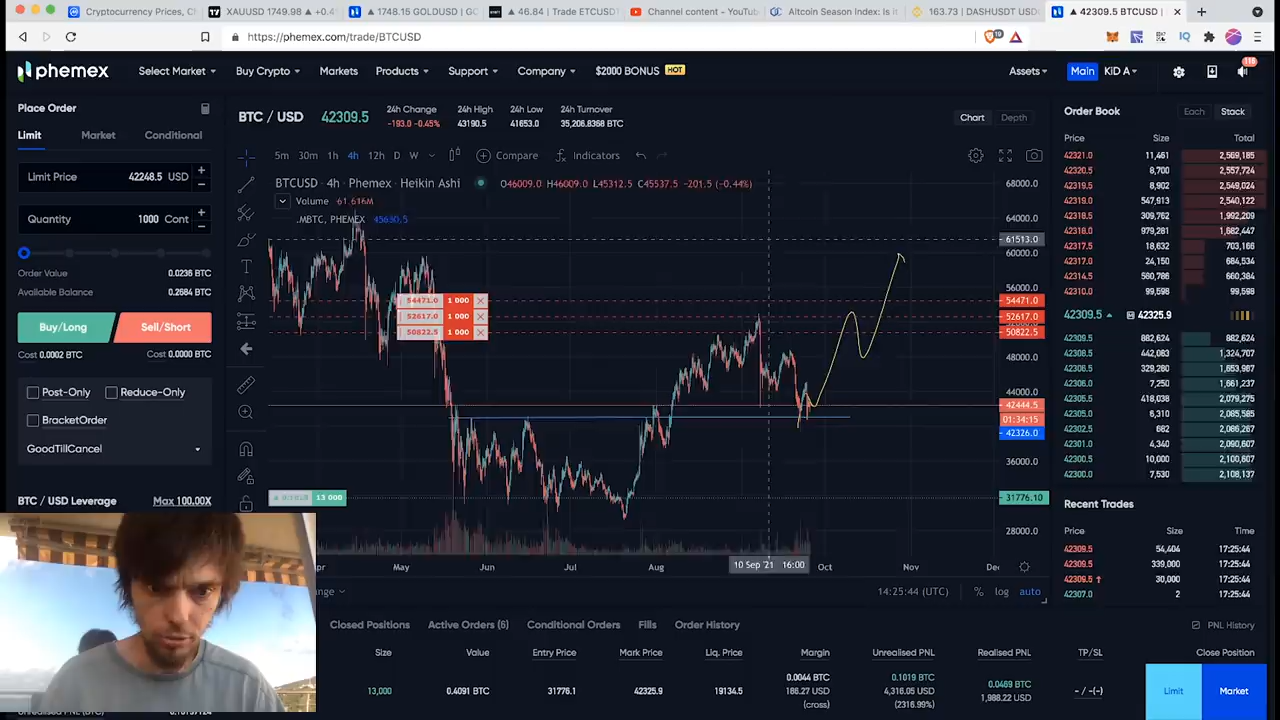 Cryptocurrency Prices, C
XAUUSD 1749.98 ▲ +0.4
▲ 1748.15 GOLDUSD | G
▲ 46.84 | Trade ETCUSDT
Channel content - YouTub
Altcoin Season Index: Is it
163.73 | DASHUSDT USD
▲ 42309.5 BTCUSD |
https://phemex.com/trade/BTCUSD
19
phemex
Select Market
Buy Crypto
Markets
Products
Support
Company
$2000 BONUS
HOT
Assets
Main
KiD A
118
Place Order
Limit
Market
Conditional
Limit Price
42248.5 USD
Quantity
1000 Cont
Order Value
0.0236 BTC
Available Balance
0.2684 BTC
Buy/Long
Sell/Short
Cost 0.0002 BTC
Cost 0.0000 BTC
Post-Only
Reduce-Only
BracketOrder
GoodTillCancel
BTC / USD Leverage
Max 100.00X
BTC / USD
42309.5
24h Change
-193.0 -0.45%
24h High
43190.5
24h Low
41653.0
24h Turnover
35,206.8368 BTC
Chart
Depth
5m 30m 1h 4h 12h D W
Compare
Indicators
BTCUSD · 4h · Phemex · Heikin Ashi
O46009.0 H46009.0 L45312.5 C45537.5 -201.5 (-0.44%)
Volume 61.616M
.MBTC, PHEMEX 45630.5
68000.0
64000.0
61513.0
60000.0
56000.0
54471.0 1 000
54471.0
52617.0 1 000
52617.0
50822.5 1 000
50822.5
48000.0
44000.0
42444.5
01:34:15
42326.0
36000.0
13 000
31776.10
28000.0
May
Jun
Jul
Aug
10 Sep '21 16:00
Oct
Nov
14:25:44 (UTC)
%
log
auto
Order Book
Each
Stack
Price Size Total
42321.0 11,461 2,569,185
42320.5 8,700 2,557,724
42319.5 8,902 2,549,024
42319.0 547,913 2,540,122
42318.5 309,762 1,992,209
42318.0 979,281 1,682,447
42317.5 18,632 703,166
42317.0 24,150 684,534
42314.5 560,786 660,384
42310.0 99,598 99,598
42309.5
42325.9
42309.5 882,624 882,624
42308.5 442,083 1,324,707
42306.5 329,280 1,653,987
42306.0 7,250 1,661,237
42305.5 418,038 2,079,275
42305.0 6,310 2,085,585
42302.5 682 2,086,267
42301.0 4,340 2,090,607
42300.5 10,000 2,100,607
42300.0 7,530 2,108,137
Recent Trades
Price Size Time
42309.5 54,404 17:25:44
42309.5 339,000 17:25:44
42309.5 30,000 17:25:44
42307.0 2 17:25:44
Closed Positions
Active Orders (6)
Conditional Orders
Fills
Order History
PNL History
Size
Value
Entry Price
Mark Price
Liq. Price
Margin
Unrealised PNL
Realised PNL
TP/SL
Close Position
13,000
0.4091 BTC
31776.1
42325.9
19134.5
0.0044 BTC
186.27 USD
(cross)
0.1019 BTC
4,316.05 USD
(2316.99%)
0.0469 BTC
1,988.22 USD
- / -(-)
Limit
Market